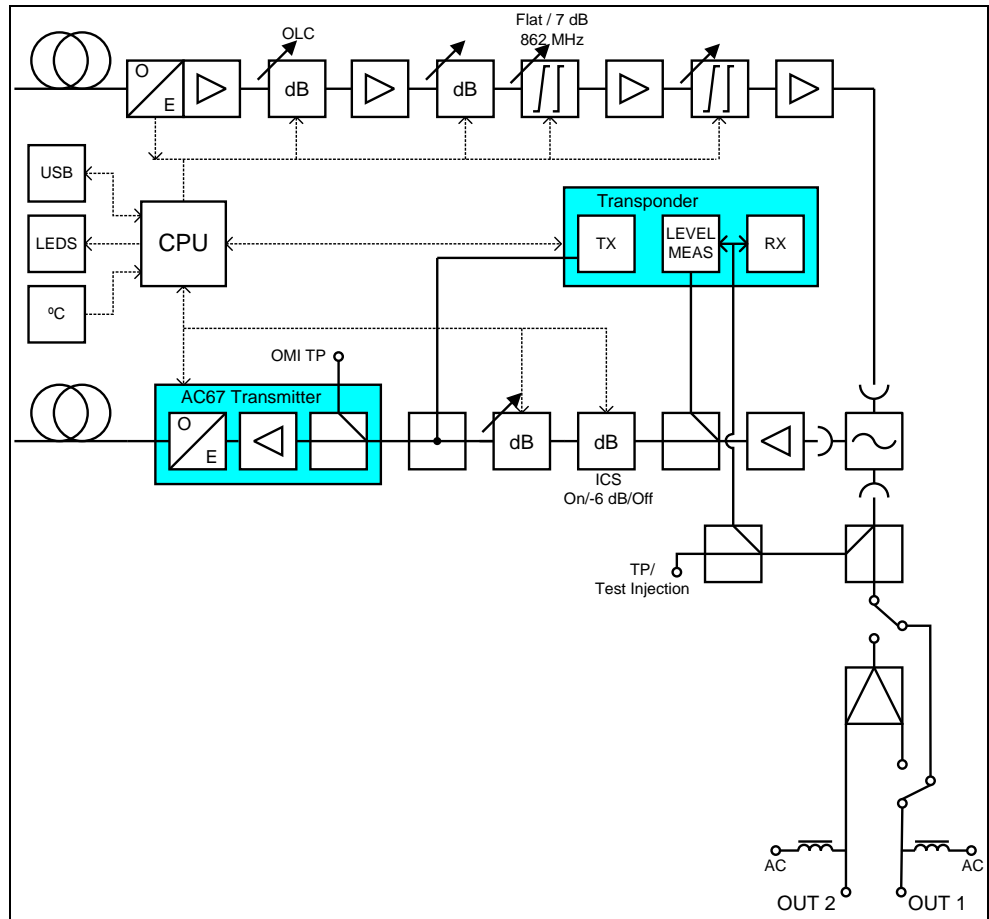 Flat / 7 dB
862 MHz
OLC
O
E
dB
dB
USB
LEDS
ºC
CPU
Transponder
TX
LEVEL
MEAS
RX
OMI TP
AC67 Transmitter
O
E
dB
dB
ICS
On/-6 dB/Off
TP/
Test Injection
AC
AC
OUT 2
OUT 1